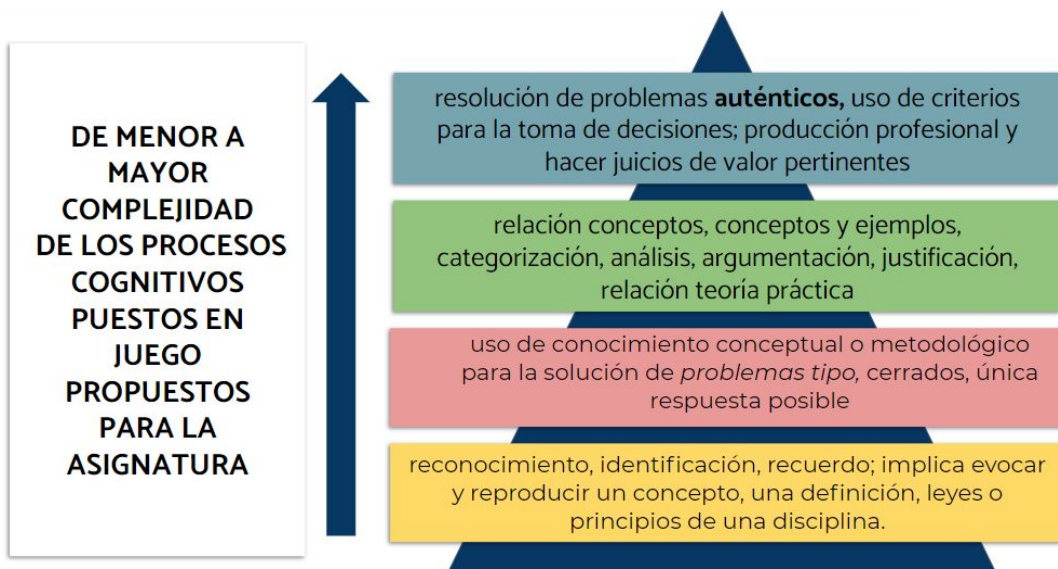 DE MENOR A
MAYOR
COMPLEJIDAD
DE LOS PROCESOS
COGNITIVOS
PUESTOS EN
JUEGO
PROPUESTOS
PARA LA
ASIGNATURA
resolución de problemas auténticos, uso de criterios
para la toma de decisiones; producción profesional y
hacer juicios de valor pertinentes
relación conceptos, conceptos y ejemplos,
categorización, análisis, argumentación, justificación,
relación teoría práctica
uso de conocimiento conceptual o metodológico
para la solución de problemas tipo, cerrados, única
respuesta posible
reconocimiento, identificación, recuerdo; implica evocar
y reproducir un concepto, una definición, leyes o
principios de una disciplina.